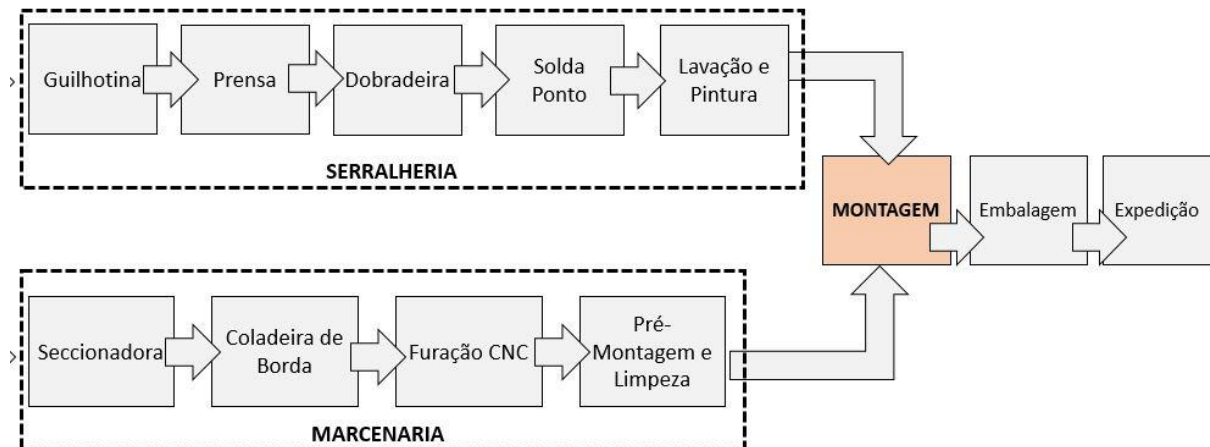 Guilhotina
Prensa
Dobradeira
Solda
Ponto
Lavação e
Pintura
SERRALHERIA
MONTAGEM
Embalagem
Expedição
Seccionadora
Coladeira de
Borda
Furação CNC
Pré-
Montagem e
Limpeza
MARCENARIA